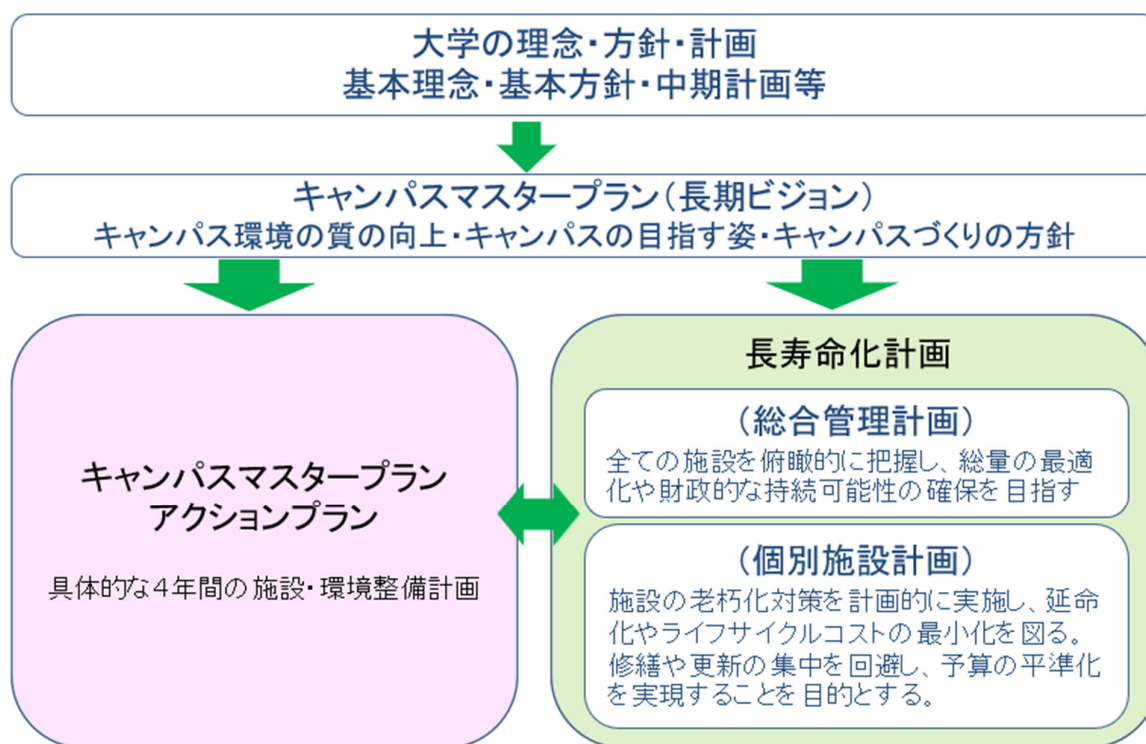 大学の理念・方針・計画
基本理念・基本方針・中期計画等
キャンパスマスタープラン（長期ビジョン）
キャンパス環境の質の向上・キャンパスの目指す姿・キャンパスづくりの方針
キャンパスマスタープラン
アクションプラン
具体的な４年間の施設・環境整備計画
長寿命化計画
（総合管理計画）
全ての施設を俯瞰的に把握し、総量の最適
化や財政的な持続可能性の確保を目指す
（個別施設計画）
施設の老朽化対策を計画的に実施し、延命
化やライフサイクルコストの最小化を図る。
修繕や更新の集中を回避し、予算の平準化
を実現することを目的とする。